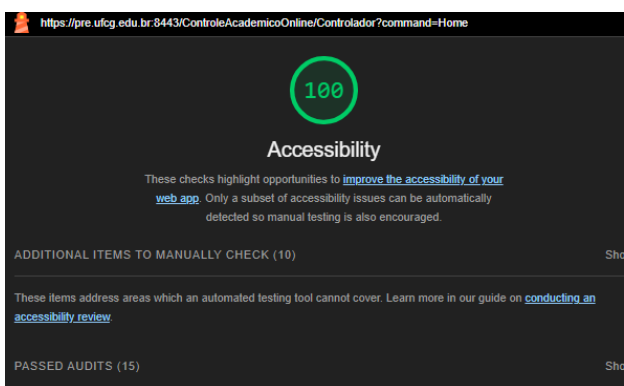 https://pre.ufcg.edu.br:8443/ControleAcademicoOnline/Controlador?command=Home
100
Accessibility
These checks highlight opportunities to improve the accessibility of your
web app. Only a subset of accessibility issues can be automatically
detected so manual testing is also encouraged.
ADDITIONAL ITEMS TO MANUALLY CHECK (10)
Sho
These items address areas which an automated testing tool cannot cover. Learn more in our guide on conducting an
accessibility review.
PASSED AUDITS (15)
Sho